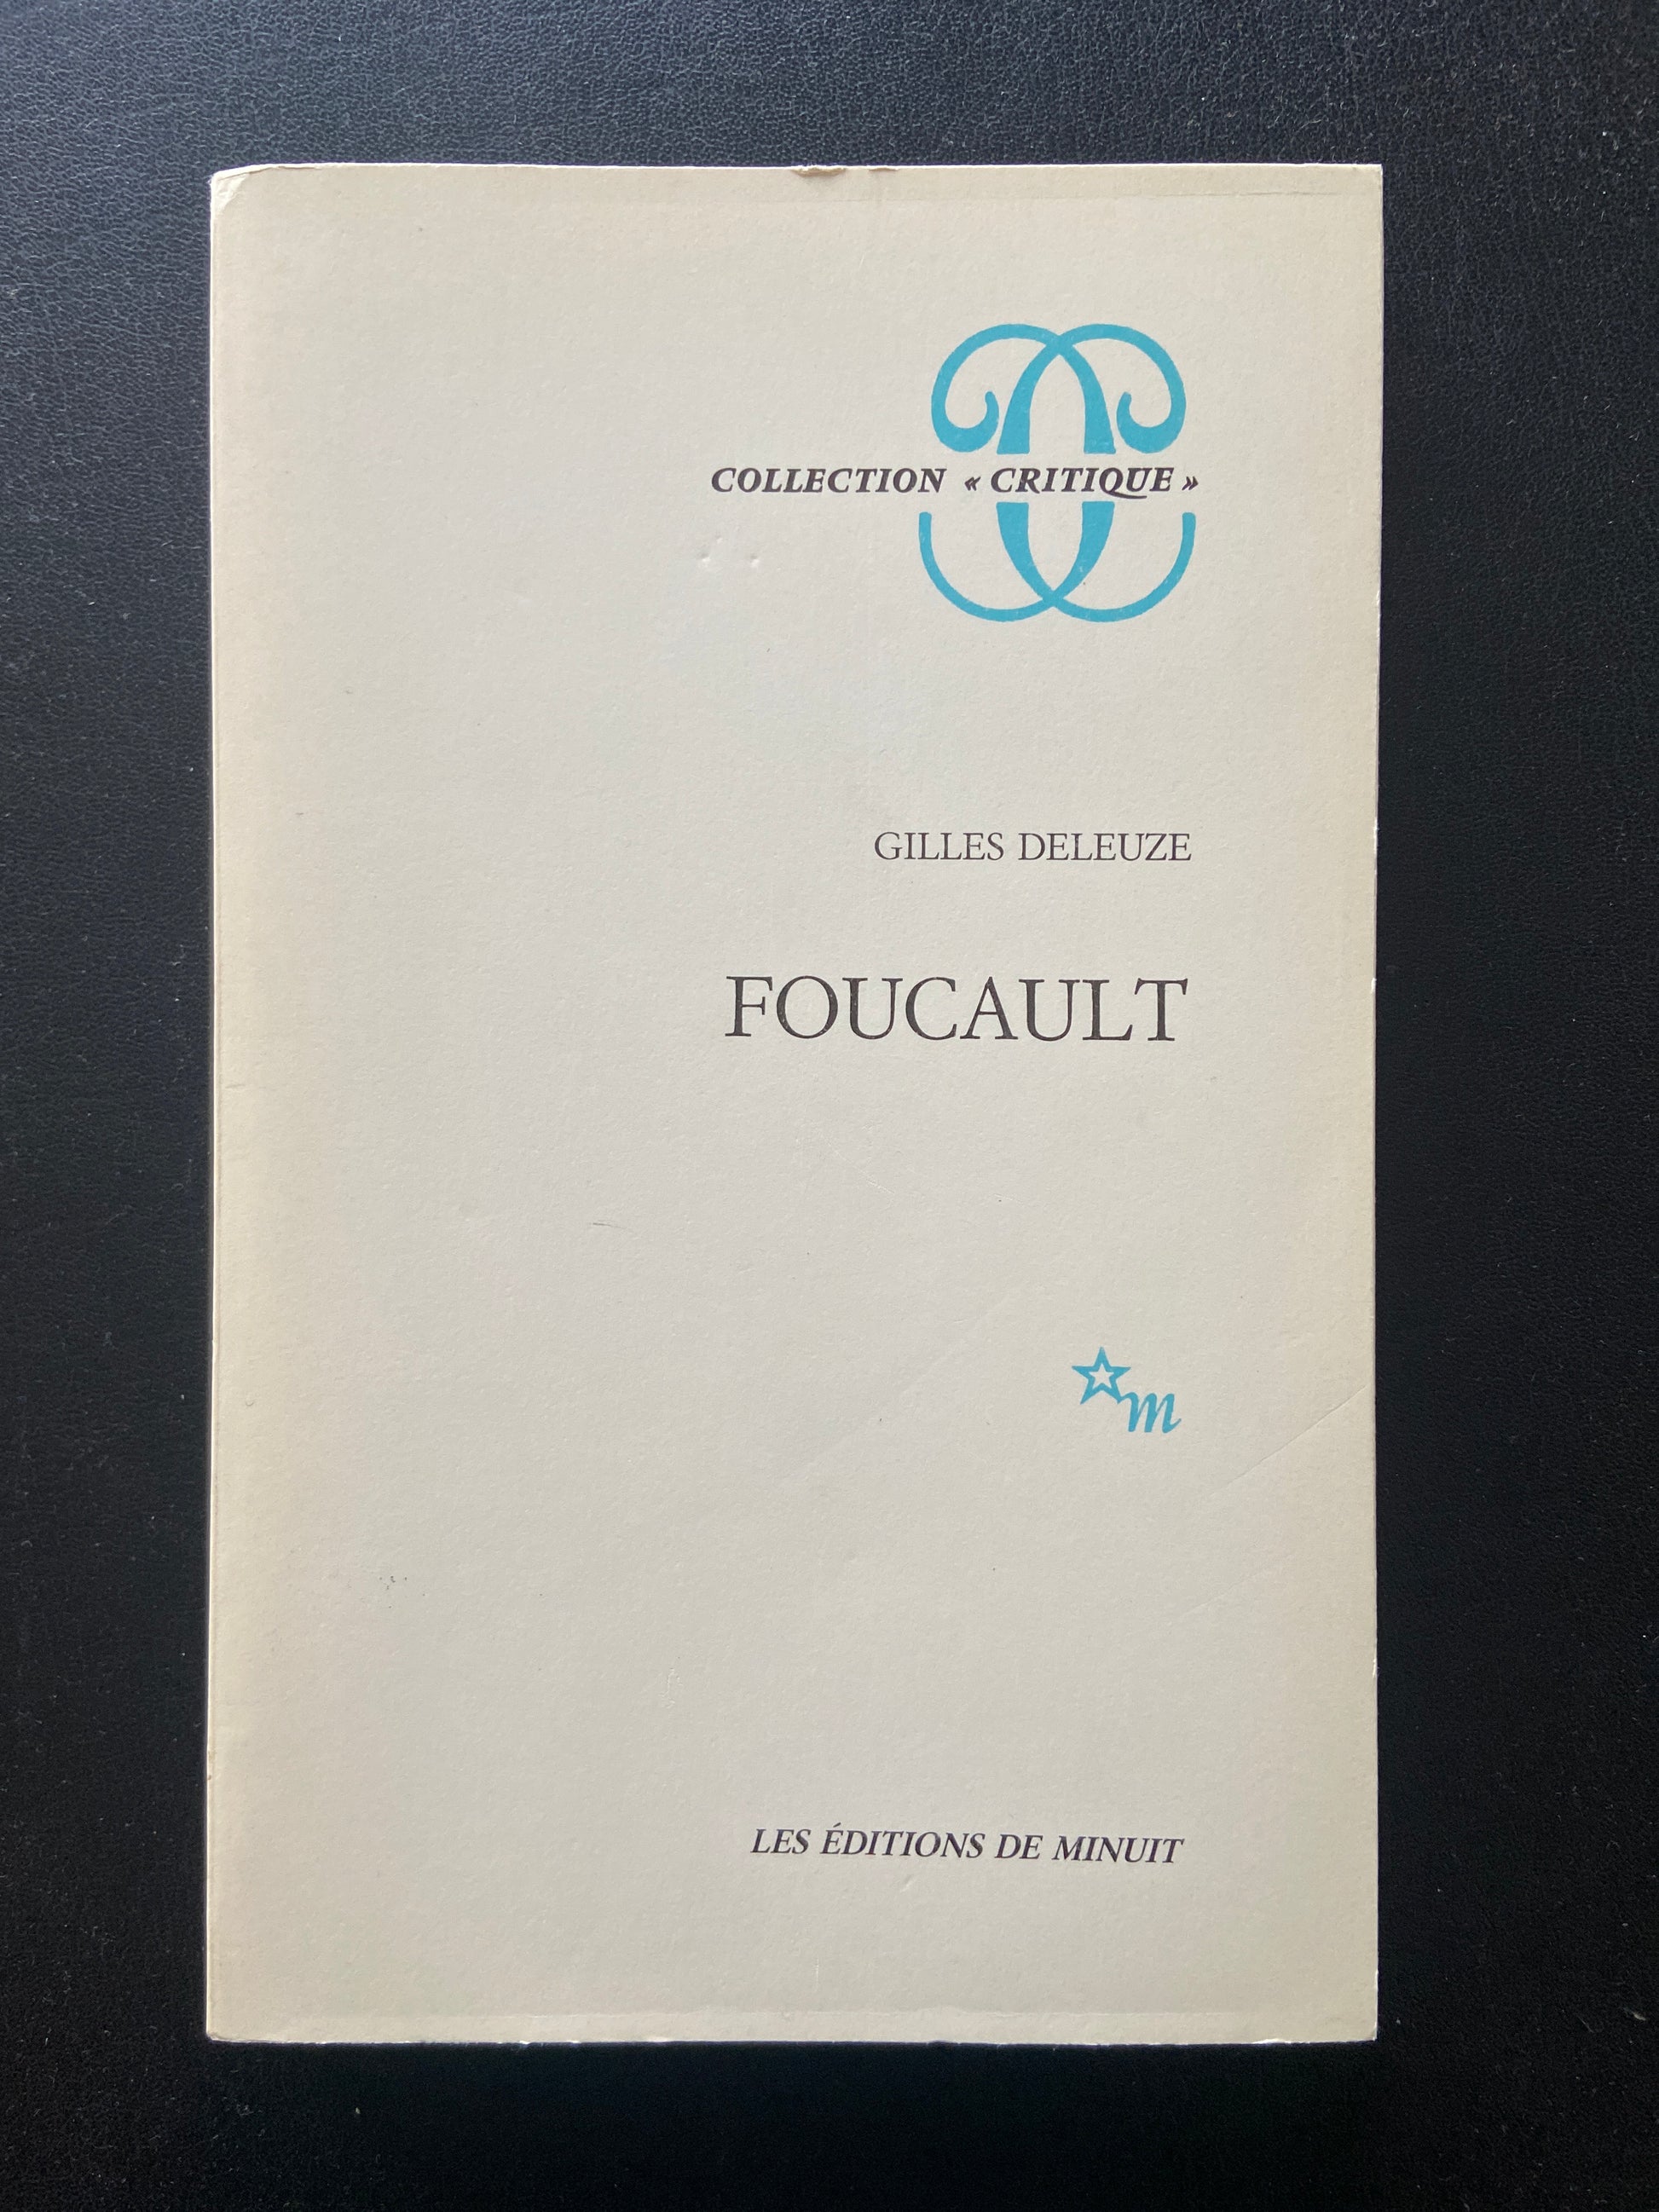 COLLECTION « CRITIQUE »
GILLES DELEUZE
FOUCAULT
m
LES ÉDITIONS DE MINUIT